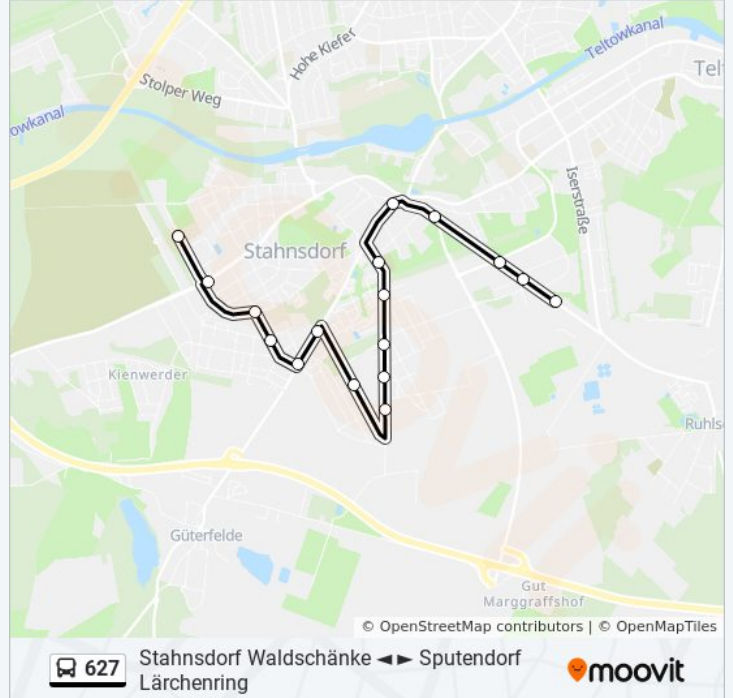 Hohe Kiefer
Teltowkanal
Tel
Stolper Weg
owkanal
Iserstraße
Stahnsdorf
Kienwerder
Ruhls
Güterfelde
Gut
Marggraffshof
© OpenStreetMap contributors | © OpenMapTiles
627 Stahnsdorf Waldschänke ◄► Sputendorf
Lärchenring
moovit